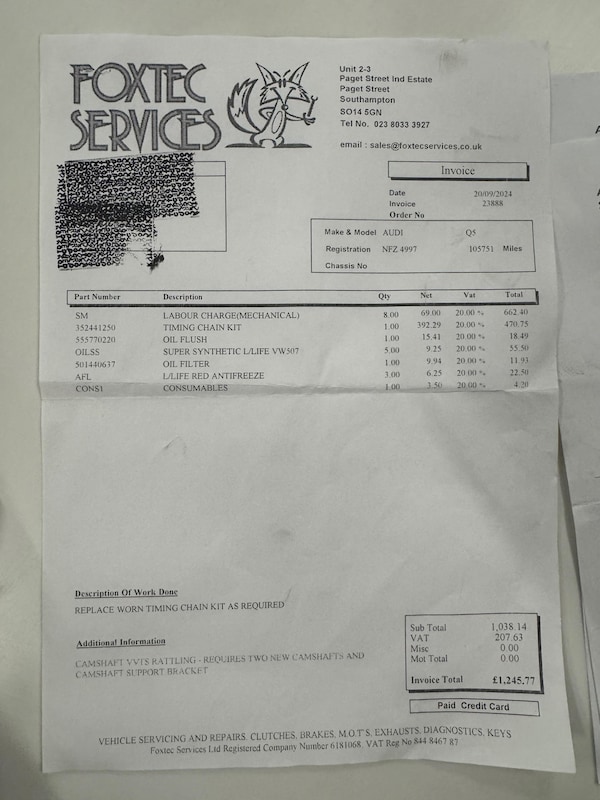 FOXTEC
SERVICES
Unit 2-3
Paget Street Ind Estate
Paget Street
Southampton
SO14 5GN
Tel No. 023 8033 3927
email : sales@foxtecservices.co.uk
Invoice
Date 20/09/2024
Invoice 23888
Order No
Make & Model AUDI Q5
Registration NFZ 4997 105751 Miles
Chassis No
Part Number Description Qty Net Vat Total
SM LABOUR CHARGE(MECHANICAL) 8.00 69.00 20.00 % 662.40
352441250 TIMING CHAIN KIT 1.00 392.29 20.00 % 470.75
555770220 OIL FLUSH 1.00 15.41 20.00 % 18.49
OILSS SUPER SYNTHETIC L/LIFE VW507 5.00 9.25 20.00 % 55.50
501440637 OIL FILTER 1.00 9.94 20.00 % 11.93
AFL L/LIFE RED ANTIFREEZE 3.00 6.25 20.00 % 22.50
CONS1 CONSUMABLES 1.00 3.50 20.00 % 4.20
Description Of Work Done
REPLACE WORN TIMING CHAIN KIT AS REQUIRED
Additional Information
CAMSHAFT VVTS RATTLING - REQUIRES TWO NEW CAMSHAFTS AND
CAMSHAFT SUPPORT BRACKET
Sub Total 1,038.14
VAT 207.63
Misc 0.00
Mot Total 0.00
Invoice Total £1,245.77
Paid Credit Card
VEHICLE SERVICING AND REPAIRS. CLUTCHES, BRAKES, M.O.T'S, EXHAUSTS, DIAGNOSTICS, KEYS
Foxtec Services Ltd Registered Company Number 6181068. VAT Reg No 844 8467 87